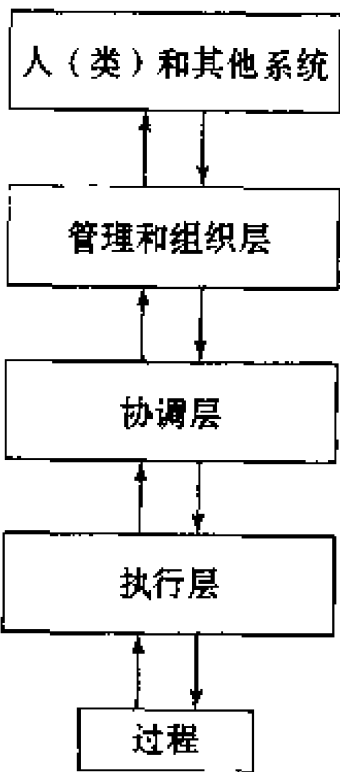 人（类）和其他系统
管理和组织层
协调层
执行层
过程